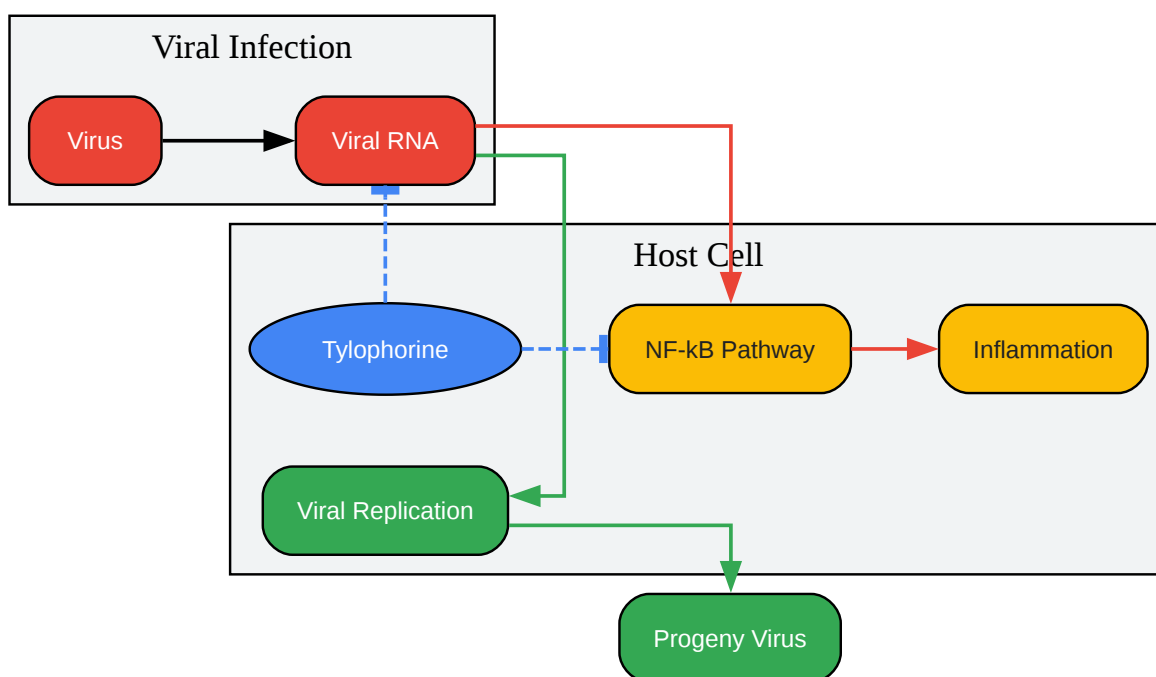 Viral Infection
Virus
Viral RNA
Host Cell
Tylophorine
NF-kB Pathway
Inflammation
Viral Replication
Progeny Virus